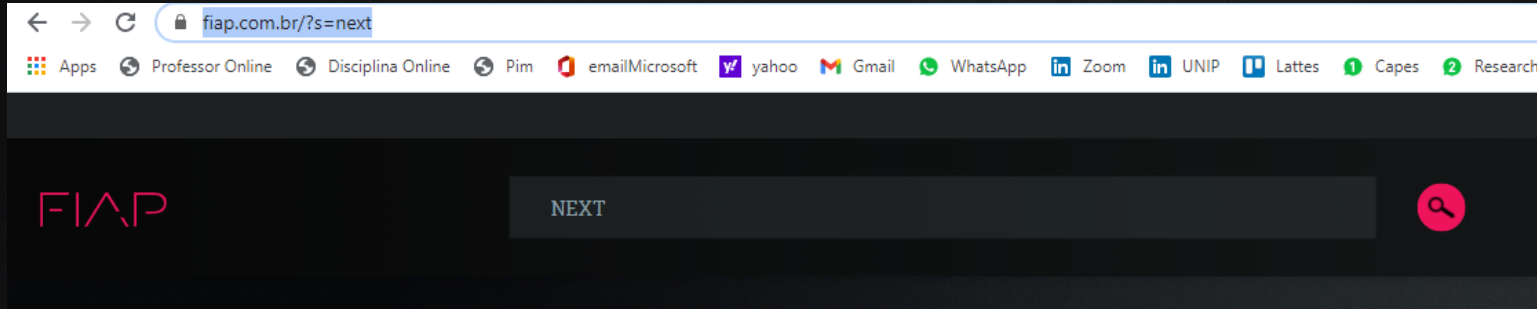 fiap.com.br/?s=next
Apps Professor Online Disciplina Online Pim emailMicrosoft yahoo Gmail WhatsApp Zoom UNIP Lattes Capes Research
FIAP NEXT